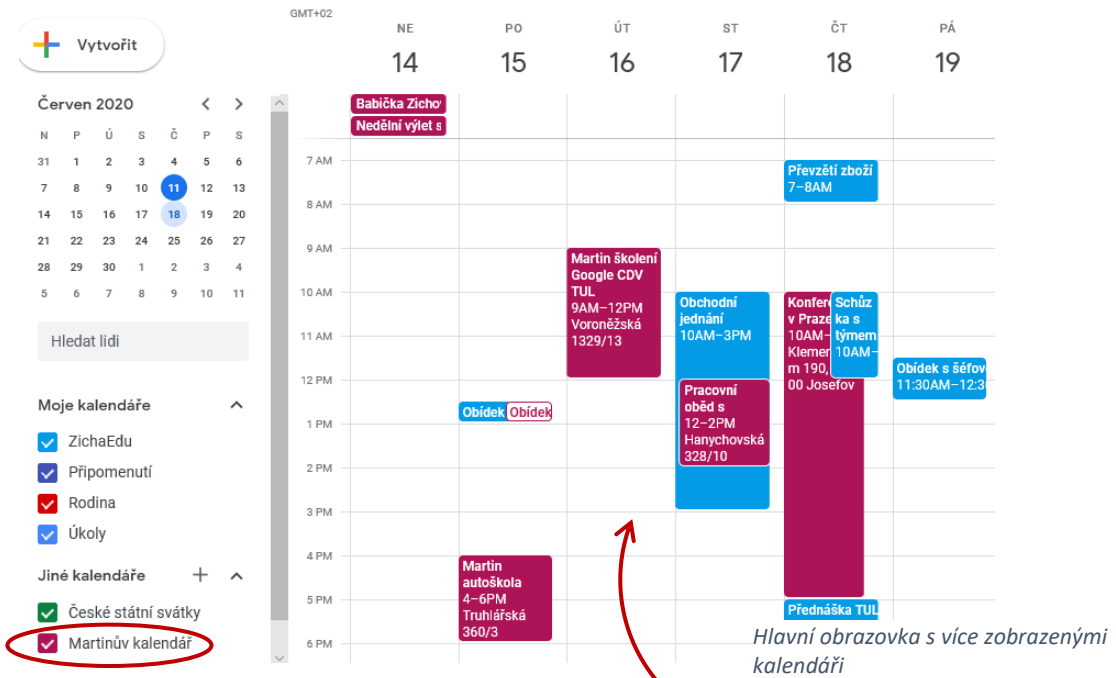 Vytvořit
Červen 2020
N P Ú S Č P S
31 1 2 3 4 5 6
7 8 9 10 11 12 13
14 15 16 17 18 19 20
21 22 23 24 25 26 27
28 29 30 1 2 3 4
5 6 7 8 9 10 11
Hledat lidi
Moje kalendáře
ZichaEdu
Připomenutí
Rodina
Úkoly
Jiné kalendáře
České státní svátky
Martinův kalendář
GMT+02
NE PO ÚT ST ČT PÁ
14 15 16 17 18 19
Babička Zicho
Nedělní výlet s
7 AM
8 AM
9 AM
10 AM
11 AM
12 PM
1 PM
2 PM
3 PM
4 PM
5 PM
6 PM
Obídek
Obídek
Martin
autoškola
4–6PM
Truhlářská
360/3
Martin školení
Google CDV
TUL
9AM–12PM
Voroněžská
1329/13
Obchodní
jednání
10AM–3PM
Pracovní
oběd s
12–2PM
Hanychovská
328/10
Převzětí zboží
7–8AM
Konfer
v Praze
10AM–
Klemen
m 190,
00 Josefov
Schůz
ka s
týmem
10AM–
Přednáška TUL
Obídek s šéfov
11:30AM–12:3
Hlavní obrazovka s více zobrazenými
kalendáři